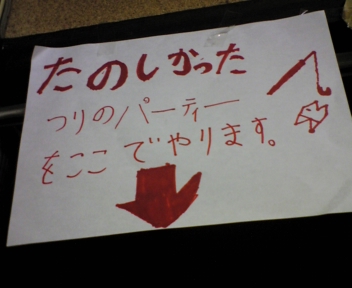 たのしかった
つりのパーティー
をここでやります。